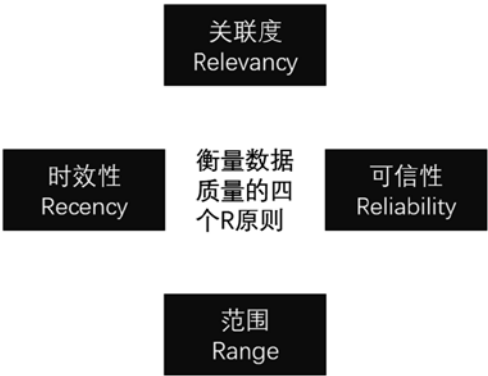 关联度
Relevancy
时效性
Recency
衡量数据
质量的四
个R原则
可信性
Reliability
范围
Range